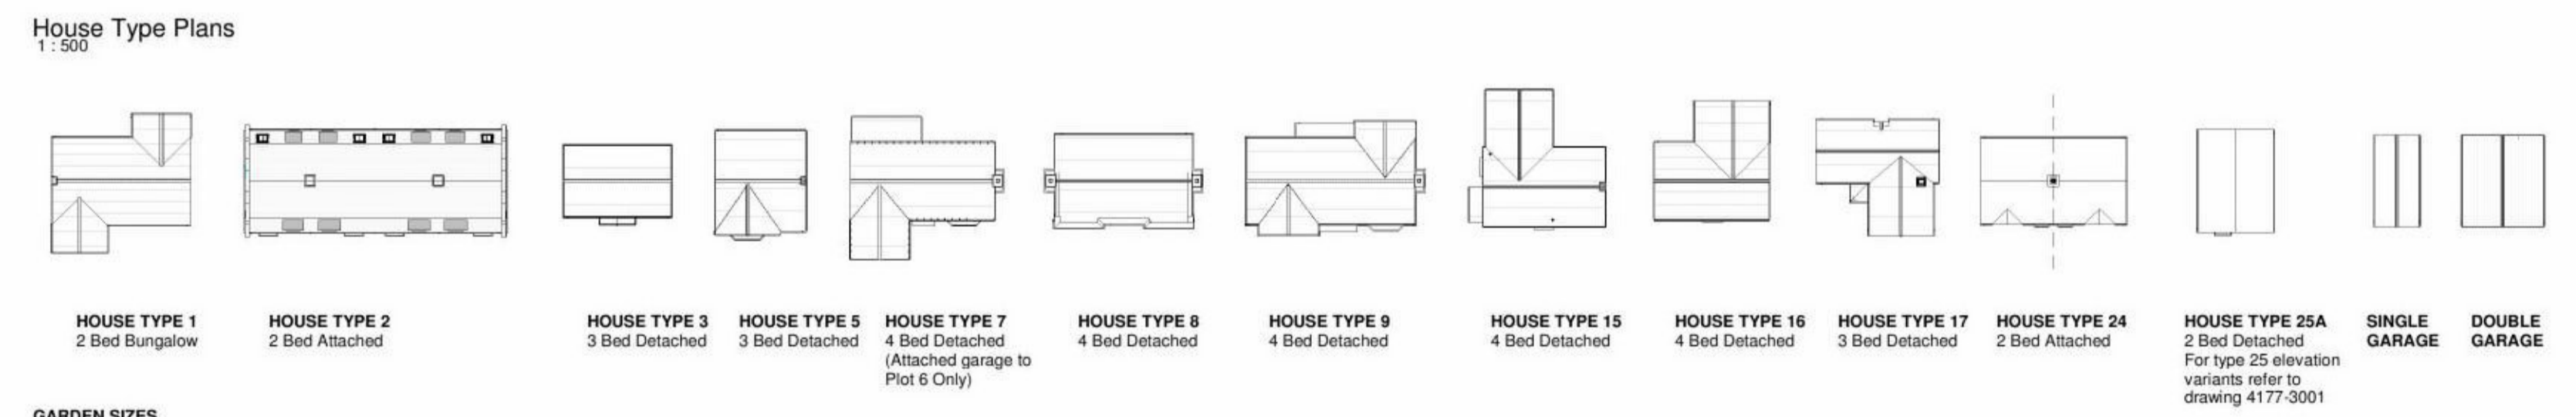 House Type Plans
1 : 500
HOUSE TYPE 1
2 Bed Bungalow
HOUSE TYPE 2
2 Bed Attached
HOUSE TYPE 3
3 Bed Detached
HOUSE TYPE 5
3 Bed Detached
HOUSE TYPE 7
4 Bed Detached
(Attached garage to
Plot 6 Only)
HOUSE TYPE 8
4 Bed Detached
HOUSE TYPE 9
4 Bed Detached
HOUSE TYPE 15
4 Bed Detached
HOUSE TYPE 16
4 Bed Detached
HOUSE TYPE 17
3 Bed Detached
HOUSE TYPE 24
2 Bed Attached
HOUSE TYPE 25A
2 Bed Detached
For type 25 elevation
variants refer to
drawing 4177-3001
SINGLE
GARAGE
DOUBLE
GARAGE
GARDEN SIZES